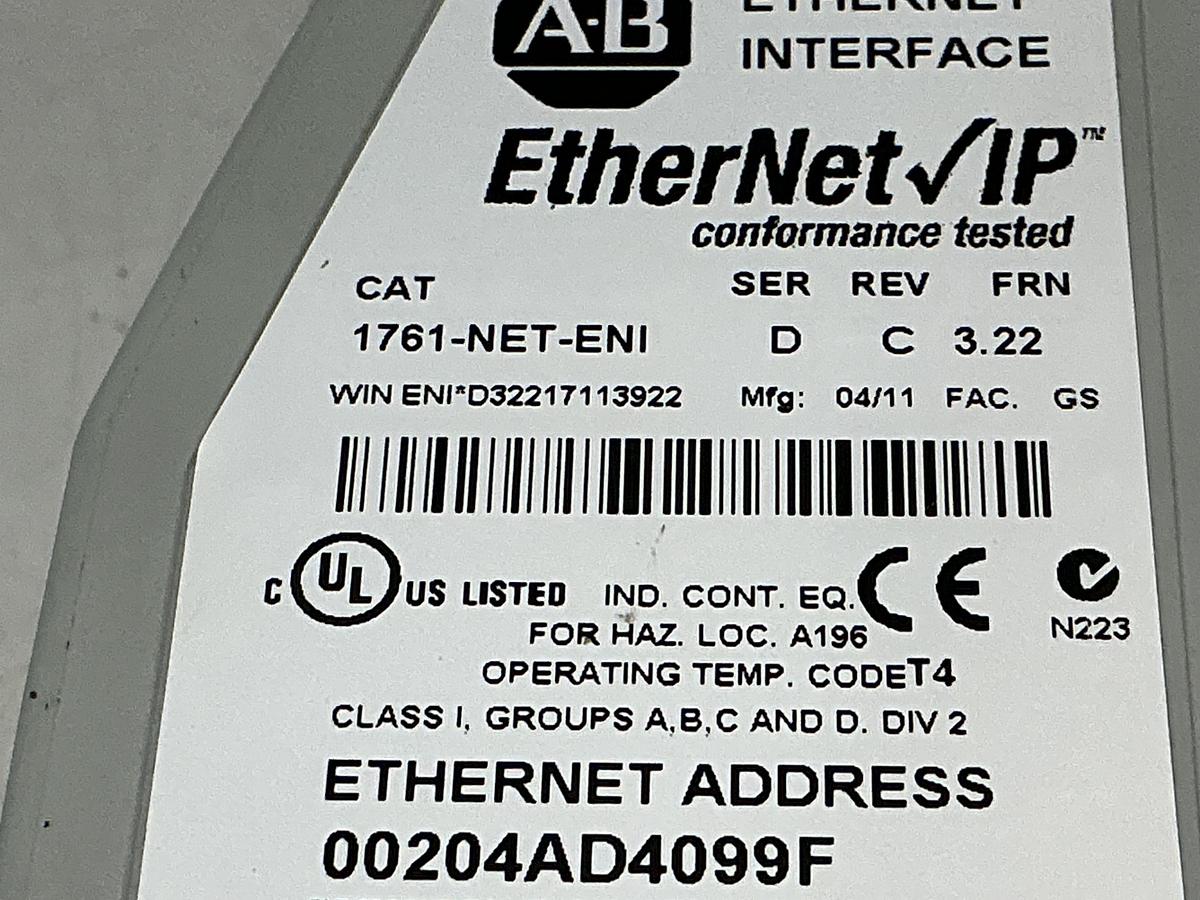 A-B
ETHERNET
INTERFACE
EtherNet/IP™
conformance tested
CAT SER REV FRN
1761-NET-ENI D C 3.22
WIN ENI*D32217113922 Mfg: 04/11 FAC. GS
C UL US LISTED IND. CONT. EQ. CE
FOR HAZ. LOC. A196 N223
OPERATING TEMP. CODE T4
CLASS I, GROUPS A,B,C AND D. DIV 2
ETHERNET ADDRESS
00204AD4099F